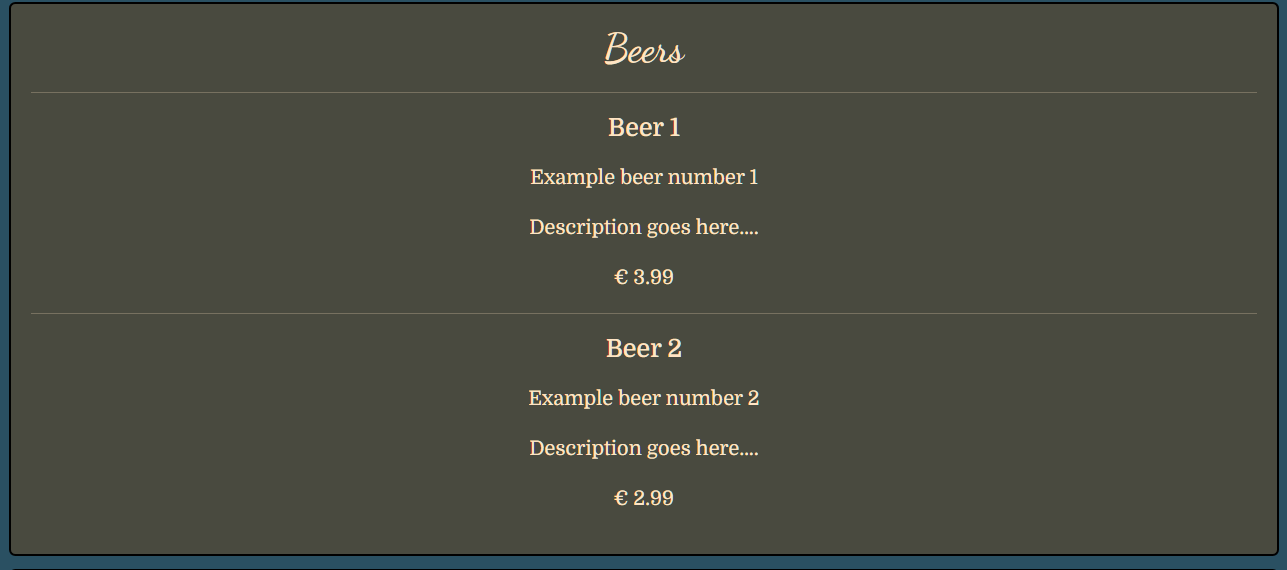 Beers
Beer 1
Example beer number 1
Description goes here....
€ 3.99
Beer 2
Example beer number 2
Description goes here....
€ 2.99